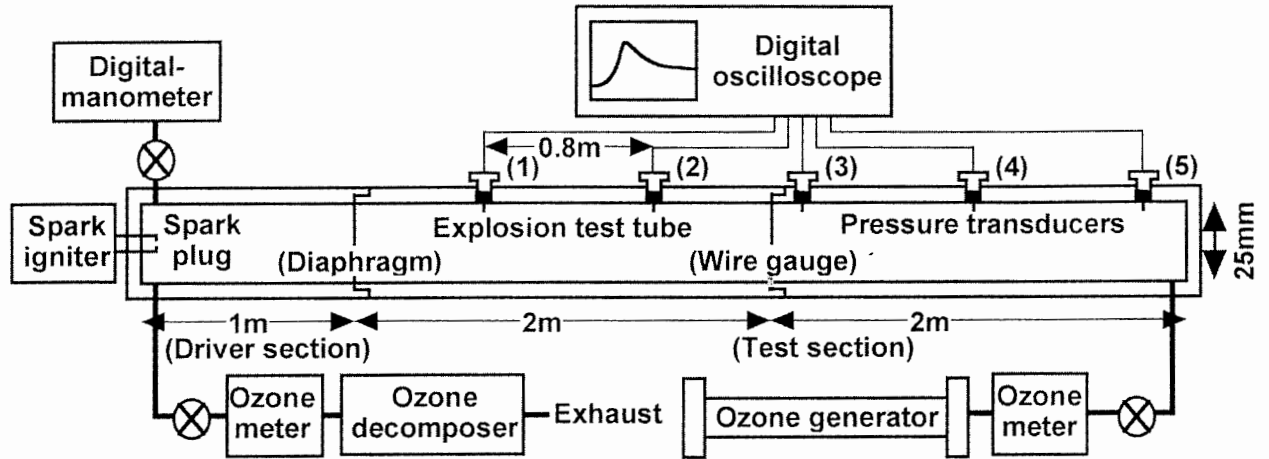 Digital-
manometer
Digital
oscilloscope
0.8m
(1)
(2)
(3)
(4)
(5)
Spark
igniter
Spark
plug
Explosion test tube
Pressure transducers
(Diaphragm)
(Wire gauge)
25mm
1m
2m
2m
(Driver section)
(Test section)
Ozone
meter
Ozone
decomposer
Exhaust
Ozone generator
Ozone
meter